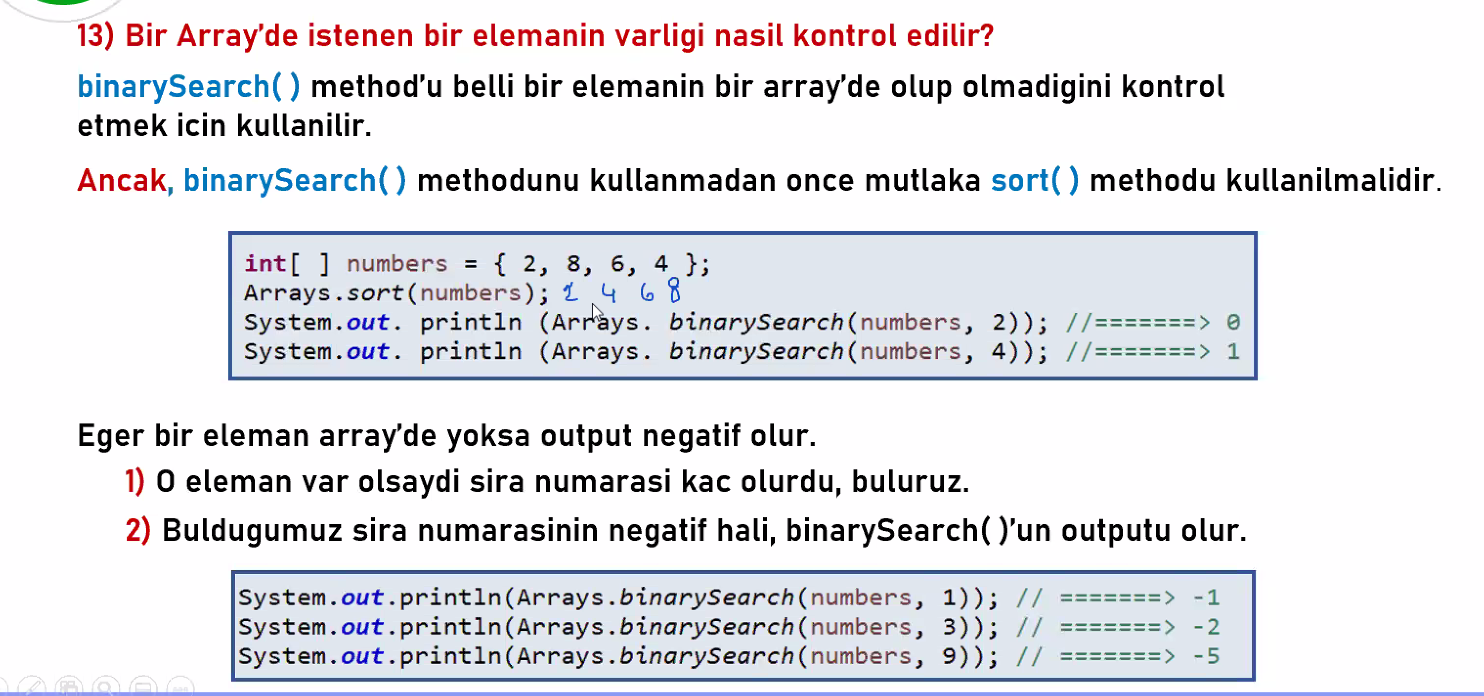 13) Bir Array'de istenen bir elemanin varligi nasil kontrol edilir?
binarySearch( ) method'u belli bir elemanin bir array'de olup olmadigini kontrol
etmek icin kullanilir.
Ancak, binarySearch( ) methodunu kullanmadan once mutlaka sort( ) methodu kullanilmalidir.
int[ ] numbers = { 2, 8, 6, 4 };
Arrays.sort(numbers); 2 4 6 8
System.out. println (Arrays. binarySearch(numbers, 2)); //=======> 0
System.out. println (Arrays. binarySearch(numbers, 4)); //=======> 1
Eger bir eleman array'de yoksa output negatif olur.
1) O eleman var olsaydi sira numarasi kac olurdu, buluruz.
2) Buldugumuz sira numarasinin negatif hali, binarySearch( )'un outputu olur.
System.out.println(Arrays.binarySearch(numbers, 1)); // =======> -1
System.out.println(Arrays.binarySearch(numbers, 3)); // =======> -2
System.out.println(Arrays.binarySearch(numbers, 9)); // =======> -5